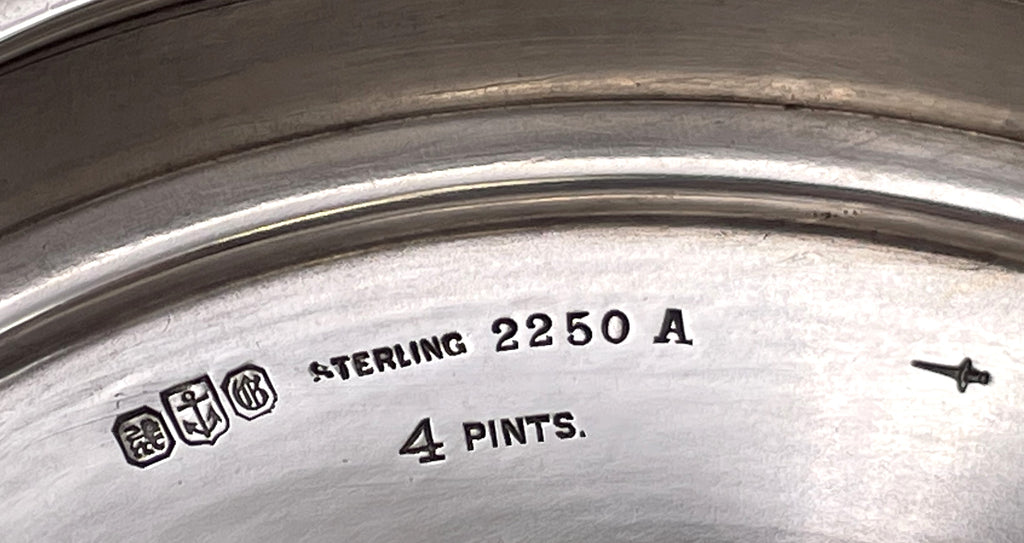 STERLING 2250 A
4 PINTS.